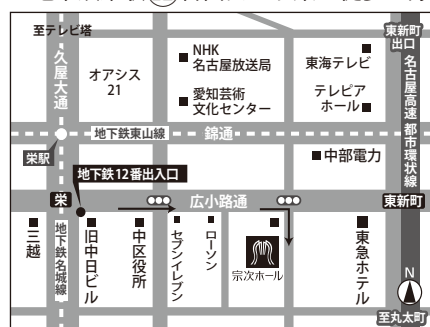 至テレビ塔
久屋大通
オアシス
21
NHK
名古屋放送局
愛知芸術
文化センター
東海テレビ
テレピア
ホール
東新町
出口
名古屋高速 都市環状線
地下鉄東山線
錦通
栄駅
地下鉄12番出入口
中部電力
栄
広小路通
東新町
三越
地下鉄名城線
旧中日ビル
中区役所
セブンイレブン
ローソン
宗次ホール
東急ホテル
N
至丸太町